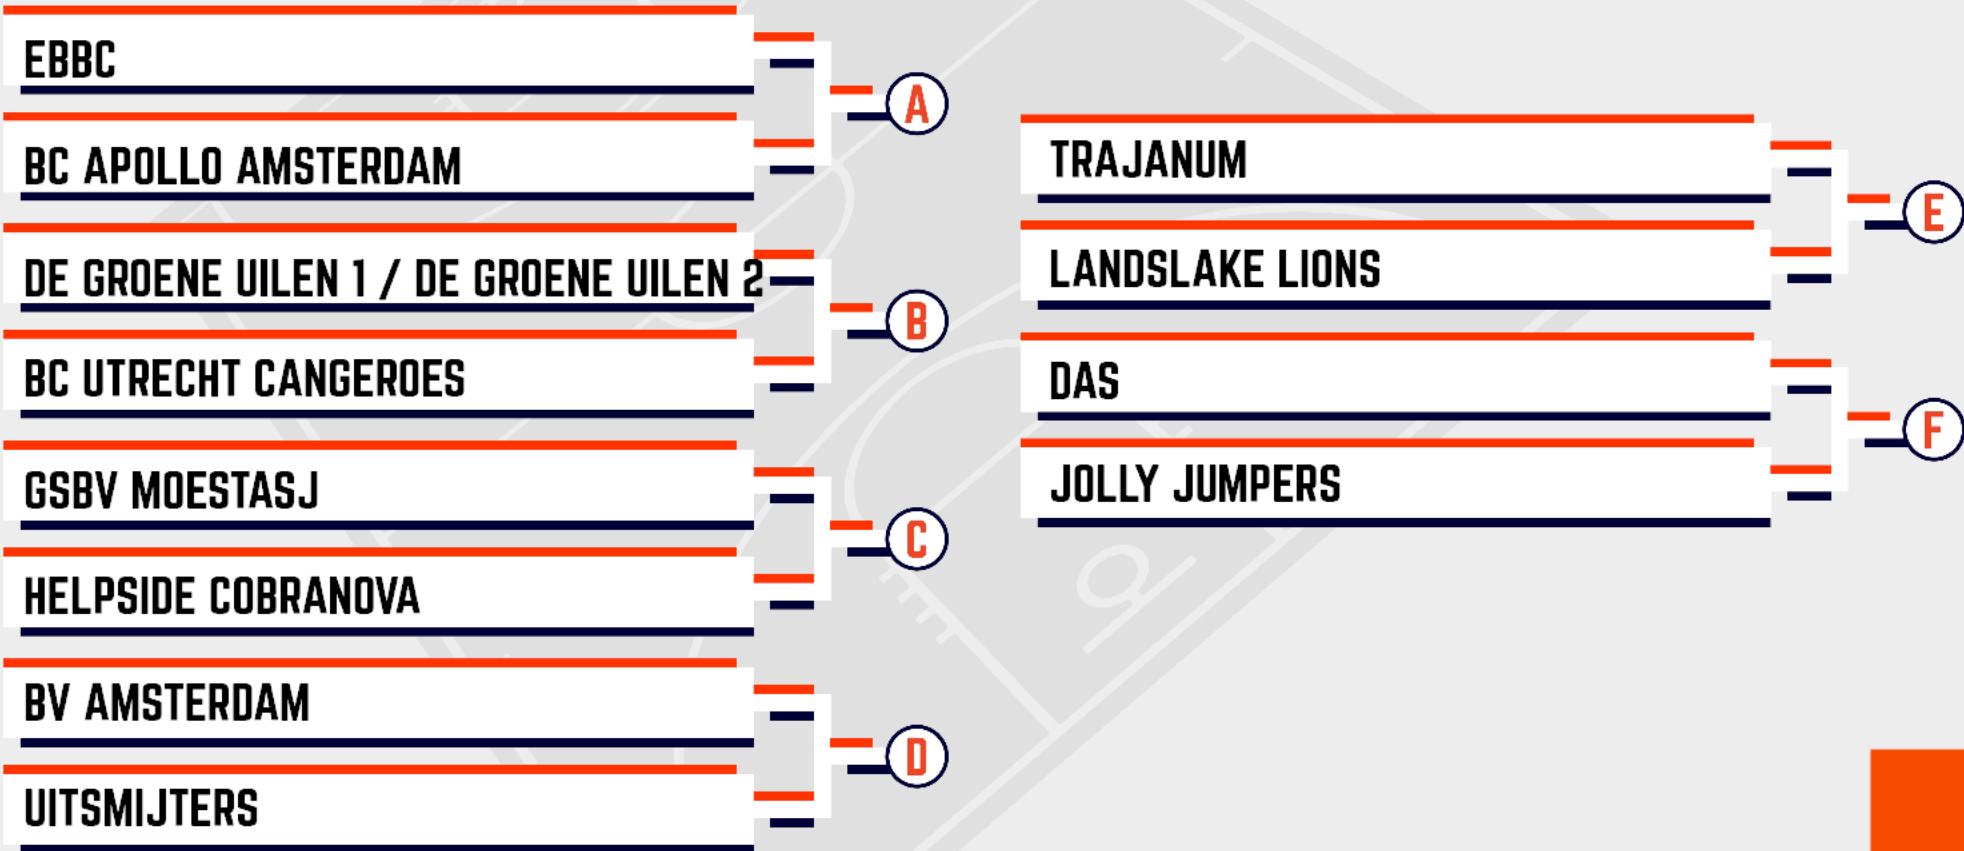 EBBC
BC APOLLO AMSTERDAM
A
DE GROENE UILEN 1 / DE GROENE UILEN 2
BC UTRECHT CANGEROES
B
GSBV MOESTASJ
HELPSIDE COBRANOVA
C
BV AMSTERDAM
UITSMIJTERS
D
TRAJANUM
LANDSLAKE LIONS
E
DAS
JOLLY JUMPERS
F